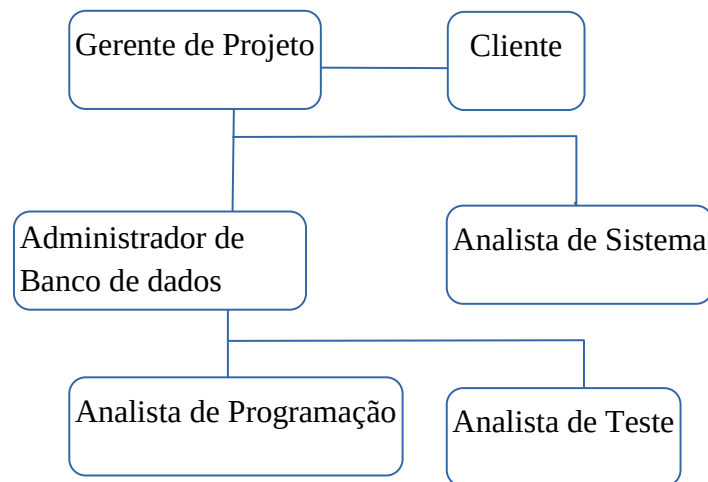 Gerente de Projeto
Cliente
Administrador de
Banco de dados
Analista de Sistema
Analista de Programação
Analista de Teste